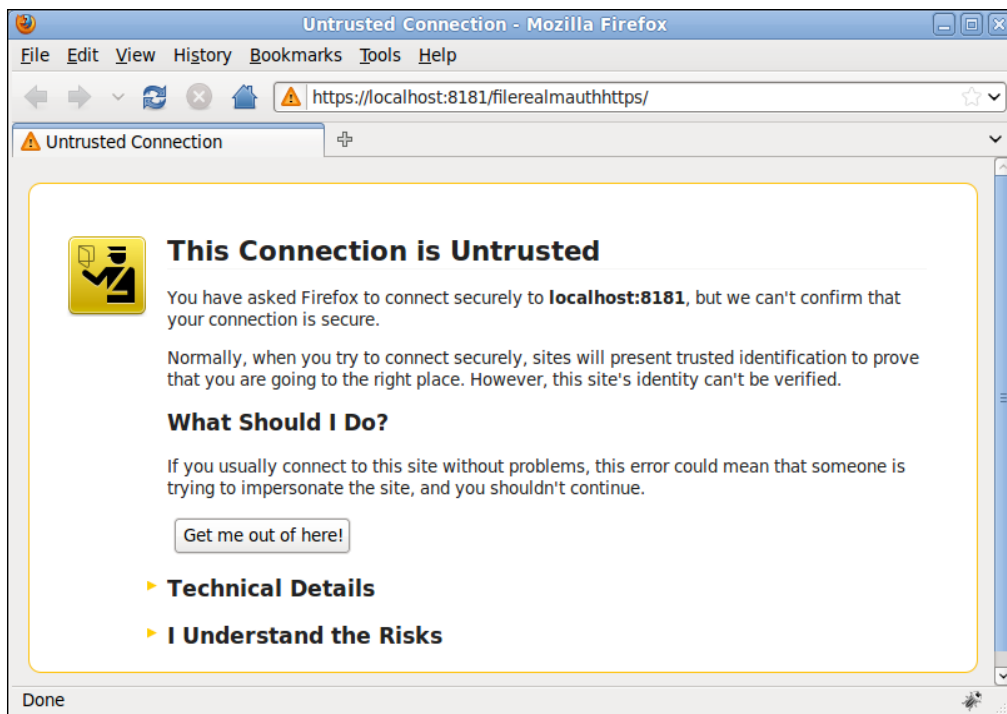 Untrusted Connection - Mozilla Firefox
File Edit View History Bookmarks Tools Help
https://localhost:8181/filerealmauthhttps/
Untrusted Connection
This Connection is Untrusted
You have asked Firefox to connect securely to localhost:8181, but we can't confirm that
your connection is secure.
Normally, when you try to connect securely, sites will present trusted identification to prove
that you are going to the right place. However, this site's identity can't be verified.
What Should I Do?
If you usually connect to this site without problems, this error could mean that someone is
trying to impersonate the site, and you shouldn't continue.
Get me out of here!
Technical Details
I Understand the Risks
Done